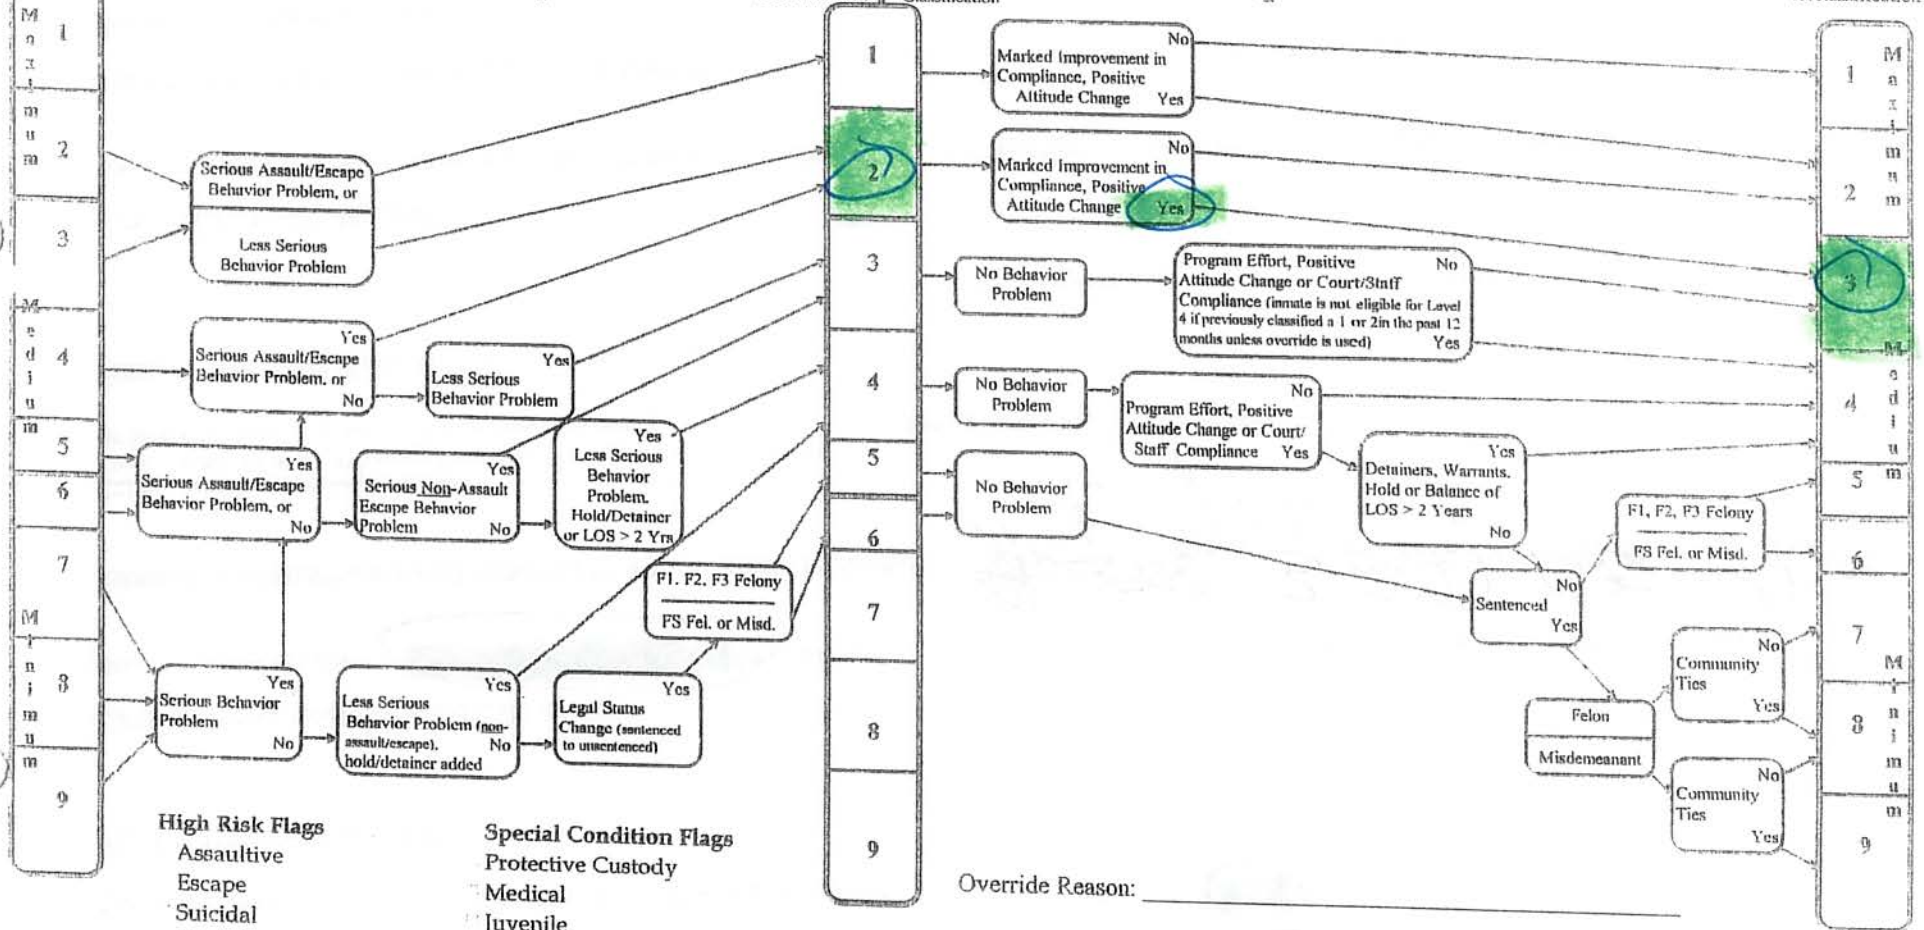 Classification
Maximum
1
2
3
Medium
4
5
6
Minimum
7
8
9
Serious Assault/Escape
Behavior Problem, or
Less Serious
Behavior Problem
Yes
Serious Assault/Escape
Behavior Problem, or
No
Yes
Less Serious
Behavior Problem
Yes
Serious Assault/Escape
Behavior Problem, or
No
Yes
Serious Non-Assault
Escape Behavior
Problem No
Yes
Less Serious
Behavior
Problem,
Hold/Detainer
or LOS > 2 Yrs
F1, F2, F3 Felony
FS Fel. or Misd.
Yes
Serious Behavior
Problem
No
Yes
Less Serious
Behavior Problem (non-
assault/escape), No
hold/detainer added
Yes
Legal Status
Change (sentenced
to unsentenced)
High Risk Flags
Assaultive
Escape
Suicidal
Special Condition Flags
Protective Custody
Medical
Juvenile
1
2
3
4
5
6
7
8
9
No
Marked Improvement in
Compliance, Positive
Attitude Change Yes
No
Marked Improvement in
Compliance, Positive
Attitude Change Yes
No Behavior
Problem
Program Effort, Positive No
Attitude Change or Court/Staff
Compliance (inmate is not eligible for Level
4 if previously classified a 1 or 2in the past 12
months unless override is used) Yes
No Behavior
Problem
No
Program Effort, Positive
Attitude Change or Court/
Staff Compliance Yes
No Behavior
Problem
Yes
Detainers, Warrants,
Hold or Balance of
LOS > 2 Years
No
F1, F2, F3 Felony
FS Fel. or Misd.
No
Sentenced
Yes
Felon
Misdemeanant
No
Community
Ties
Yes
No
Community
Ties
Yes
Override Reason:
Maximum
1
2
3
Medium
4
5
6
Minimum
7
8
9